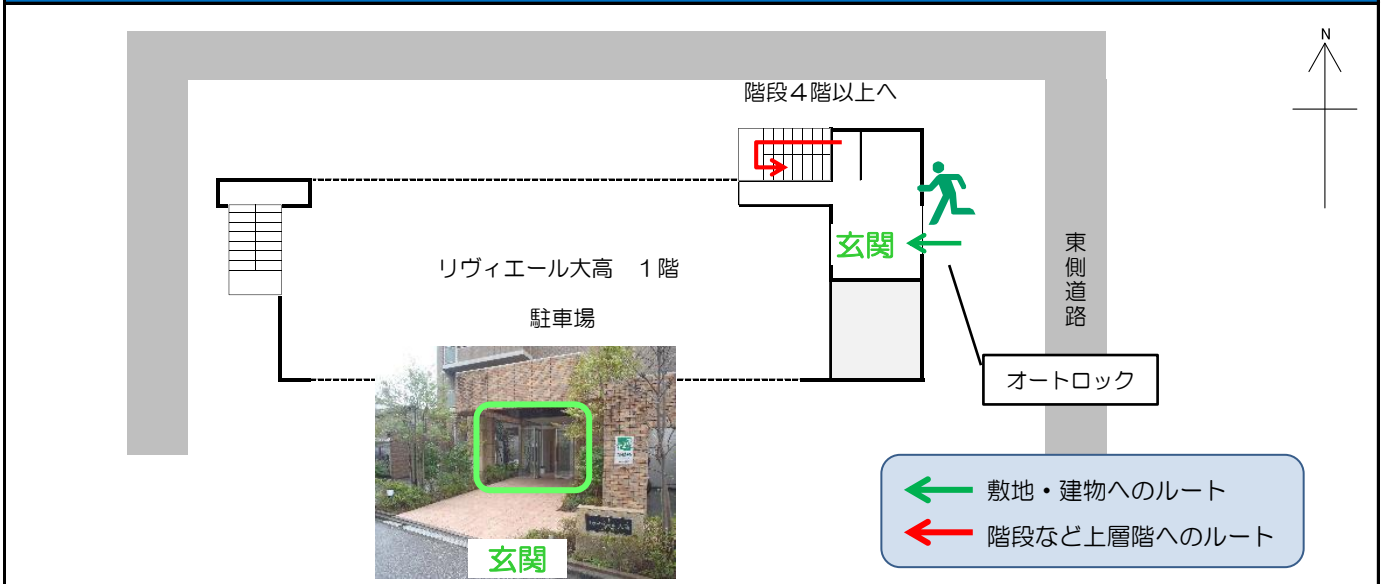 N
階段４階以上へ
玄関
東側道路
リヴィエール大高　１階
駐車場
オートロック
玄関
敷地・建物へのルート
階段など上層階へのルート